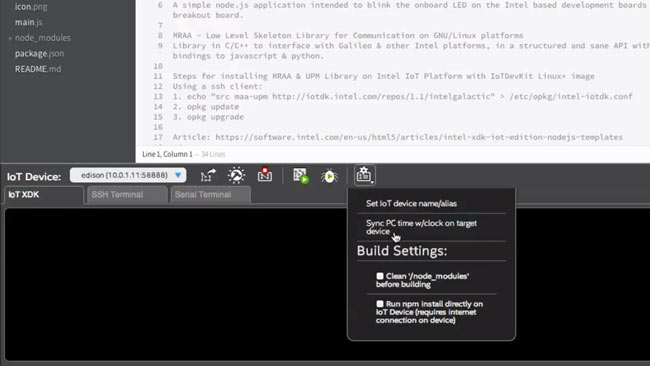 icon.png
main.js
node_modules
package.json
README.md
6 A simple node.js application intended to blink the onboard LED on the Intel based development boards
breakout board.
7
8 MRAA - Low Level Skeleton Library for Communication on GNU/Linux platforms
9 Library in C/C++ to interface with Galileo & other Intel platforms, in a structured and sane API with
bindings to javascript & python.
10
11 Steps for installing MRAA & UPM Library on Intel IoT Platform with IoTDevKit Linux* image
12 Using a ssh client:
13 1. echo "src maa-upm http://iotdk.intel.com/repos/1.1/intelgalactic" > /etc/opkg/intel-iotdk.conf
14 2. opkg update
15 3. opkg upgrade
16
17 Article: https://software.intel.com/en-us/html5/articles/intel-xdk-iot-edition-nodejs-templates
Line 1, Column 1 — 34 Lines
IoT Device: edison (10.0.1.11:58888)
IoT XDK SSH Terminal Serial Terminal
Set IoT device name/alias
Sync PC time w/clock on target
device
Build Settings:
Clean '/node_modules'
before building
Run npm install directly on
IoT Device (requires internet
connection on device)